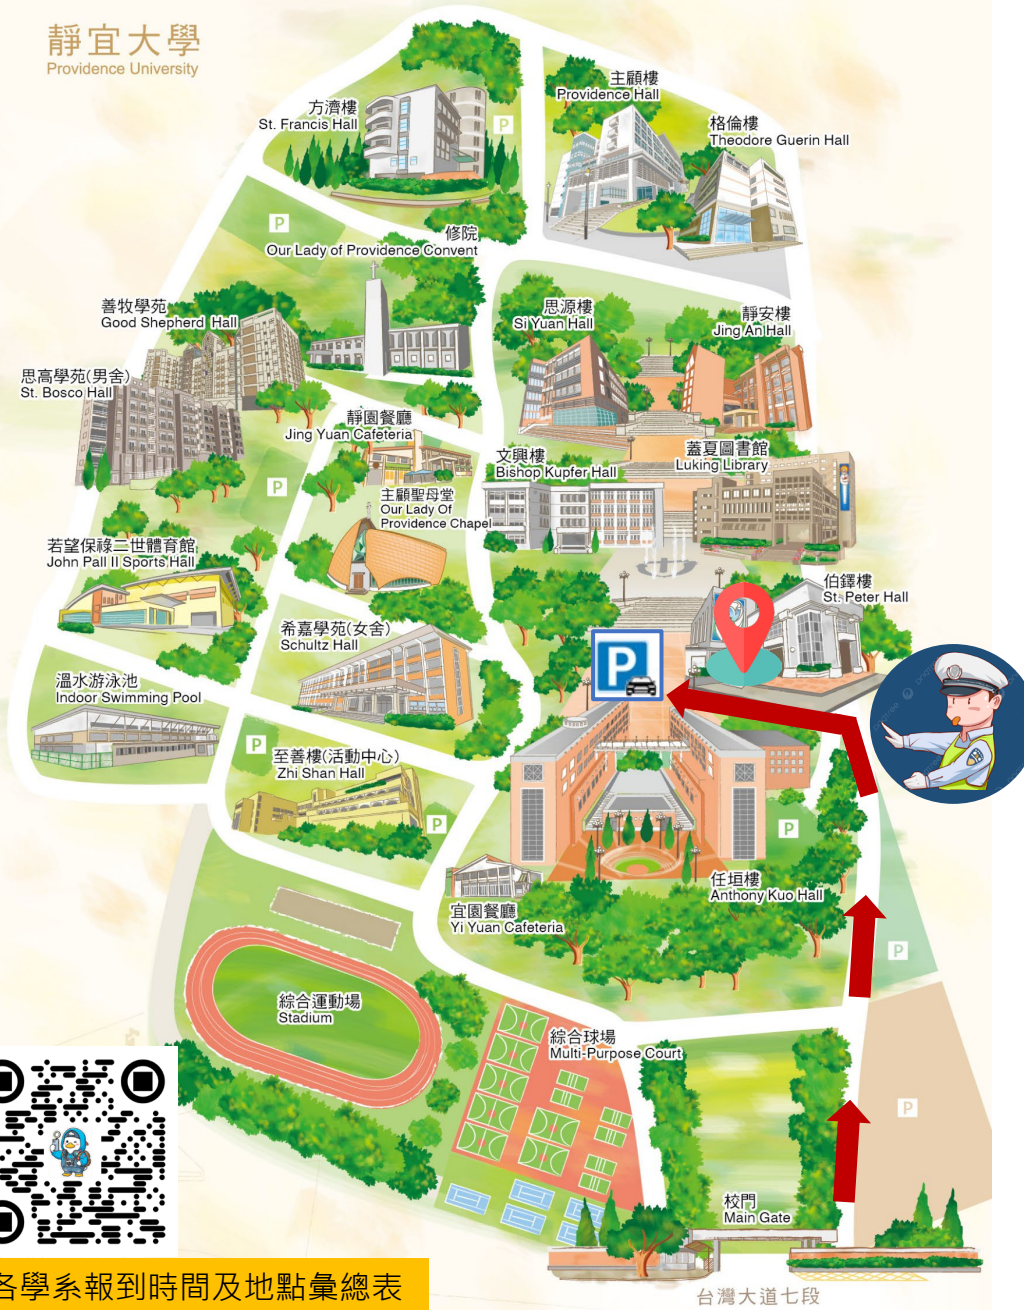 靜宜大學
Providence University
主顧樓
Providence Hall
方濟樓
St. Francis Hall
格倫樓
Theodore Guerin Hall
P
P
修院
Our Lady of Providence Convent
善牧學苑
Good Shepherd Hall
思源樓
Si Yuan Hall
靜安樓
Jing An Hall
思高學苑(男舍)
St. Bosco Hall
靜園餐廳
Jing Yuan Cafeteria
文興樓
Bishop Kupfer Hall
蓋夏圖書館
Luking Library
P
主顧聖母堂
Our Lady Of
Providence Chapel
若望保祿二世體育館
John Pall II Sports Hall
伯鐸樓
St. Peter Hall
希嘉學苑(女舍)
Schultz Hall
P
溫水游泳池
Indoor Swimming Pool
P
至善樓(活動中心)
Zhi Shan Hall
P
P
任垣樓
Anthony Kuo Hall
宜園餐廳
Yi Yuan Cafeteria
P
綜合運動場
Stadium
綜合球場
Multi-Purpose Court
P
校門
Main Gate
各學系報到時間及地點彙總表
台灣大道七段